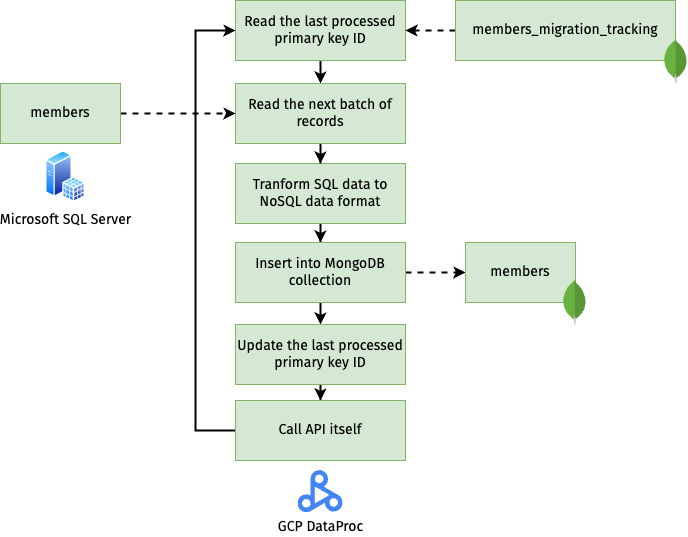 Read the last processed
primary key ID
members_migration_tracking
members
Read the next batch of
records
Microsoft SQL Server
Tranform SQL data to
NoSQL data format
Insert into MongoDB
collection
members
Update the last processed
primary key ID
Call API itself
GCP DataProc